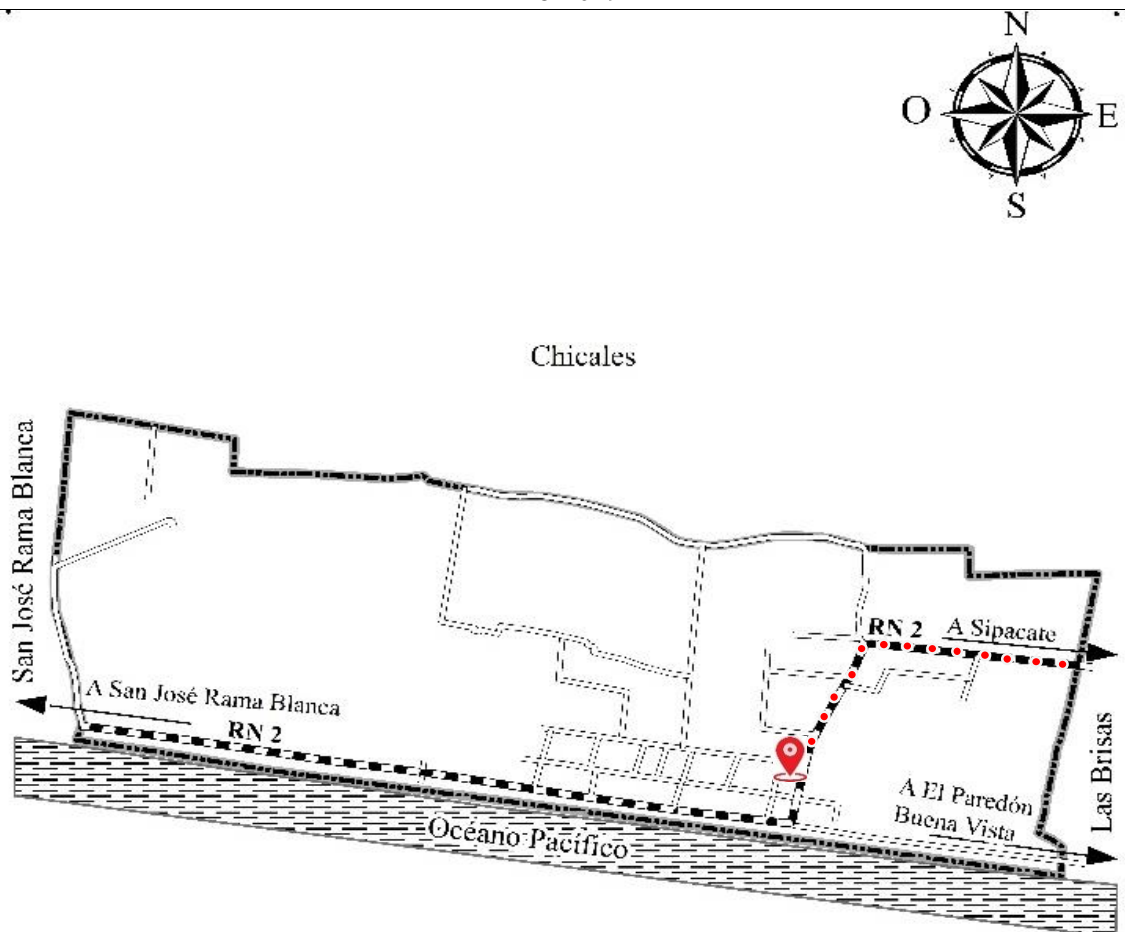 N
O
E
S
Chicales
San José Rama Blanca
RN 2
A Sipacate
A San José Rama Blanca
RN 2
Las Brisas
A El Paredón
Buena Vista
Océano Pacífico